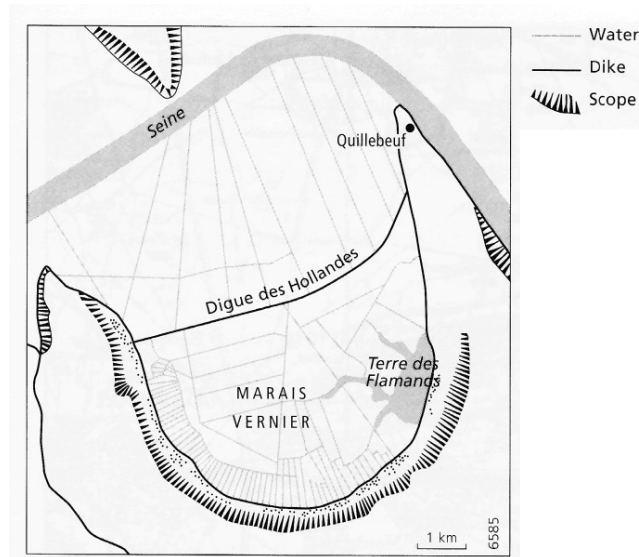 Water
Dike
Scope
Seine
Quillebeuf
Digue des Hollandes
Terre des
Flamands
MARAIS
VERNIER
1 km
6585